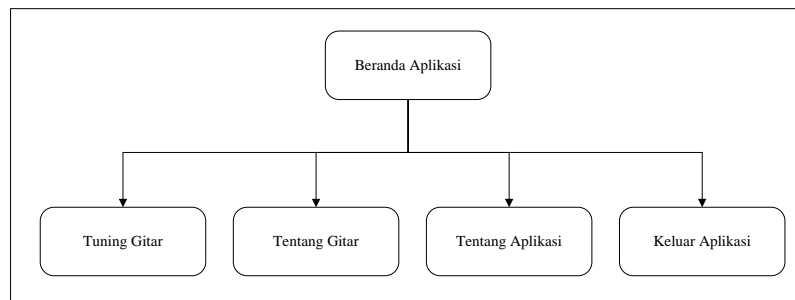 Beranda Aplikasi
Tuning Gitar
Tentang Gitar
Tentang Aplikasi
Keluar Aplikasi